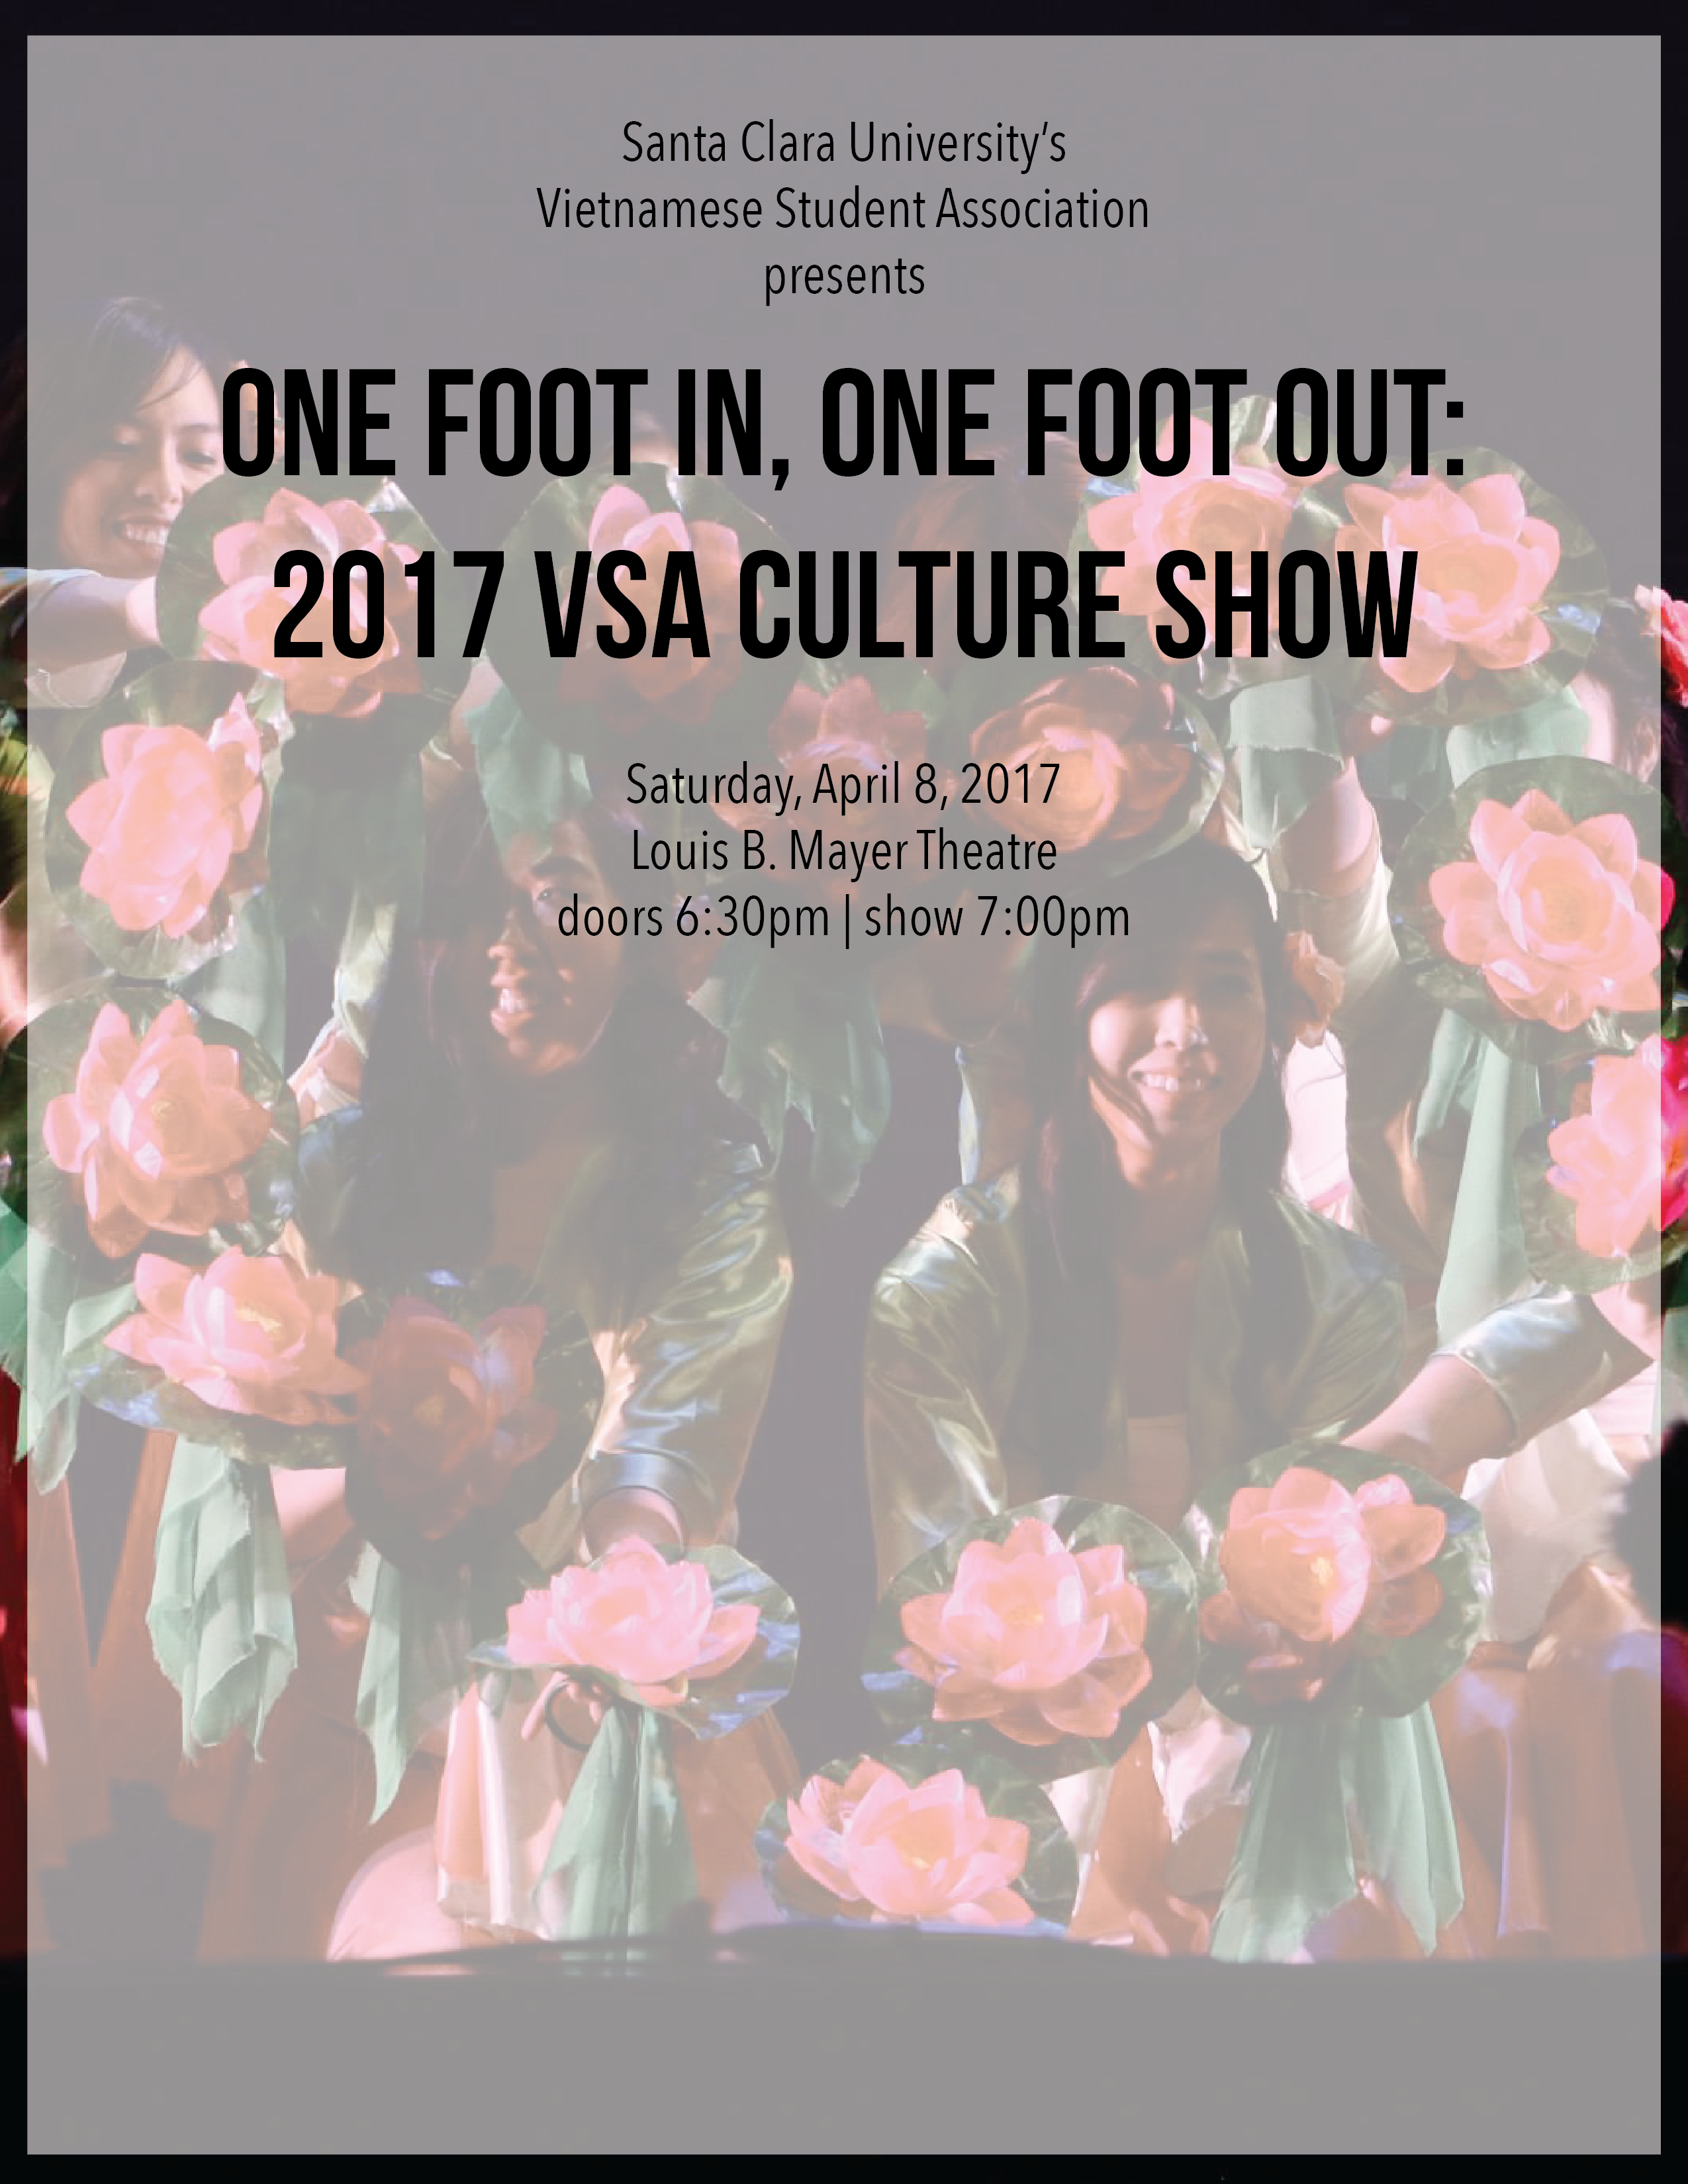 Santa Clara University’s
Vietnamese Student Association
presents
ONE FOOT IN, ONE FOOT OUT:
2017 VSA CULTURE SHOW
Saturday, April 8, 2017
Louis B. Mayer Theatre
doors 6:30pm | show 7:00pm